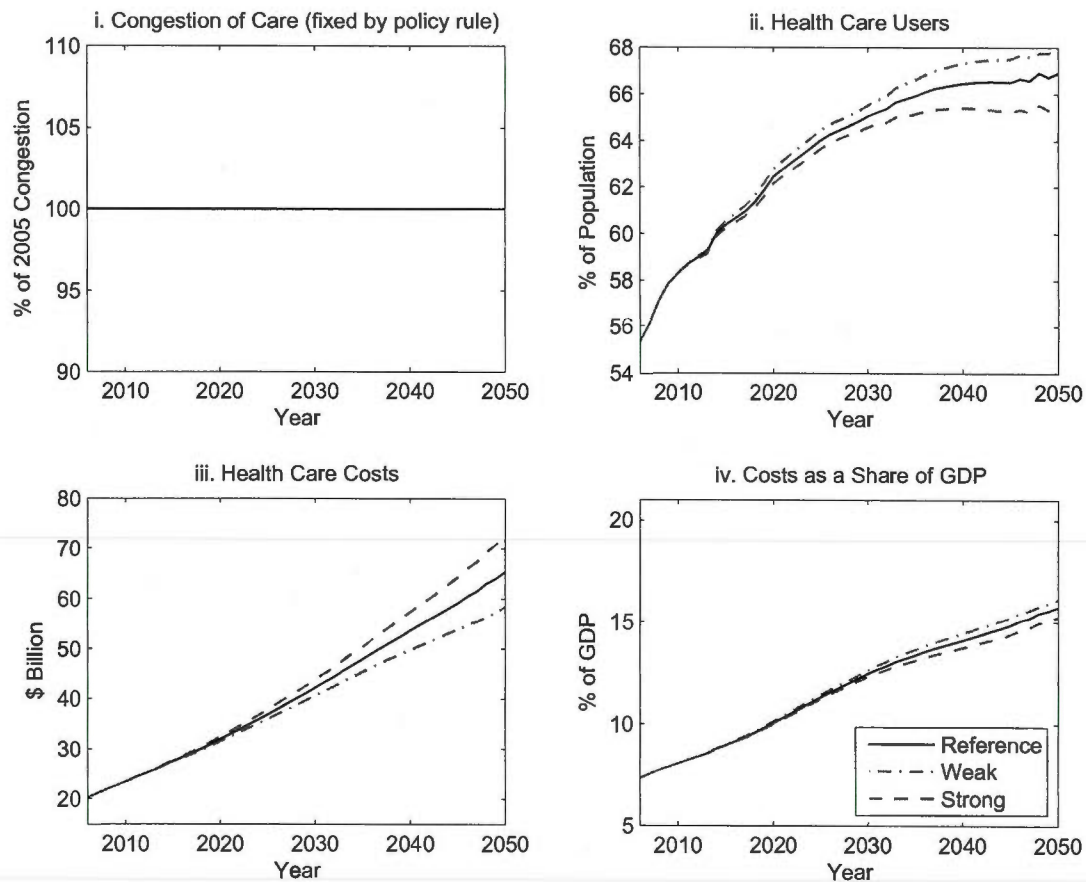 i. Congestion of Care (fixed by policy rule)
110
105
100
95
90
% of 2005 Congestion
2010 2020 2030 2040 2050
Year
ii. Health Care Users
68
66
64
62
60
58
56
54
% of Population
2010 2020 2030 2040 2050
Year
iii. Health Care Costs
80
70
60
50
40
30
20
$ Billion
2010 2020 2030 2040 2050
Year
iv. Costs as a Share of GDP
20
15
10
5
% of GDP
Reference
Weak
Strong
2010 2020 2030 2040 2050
Year